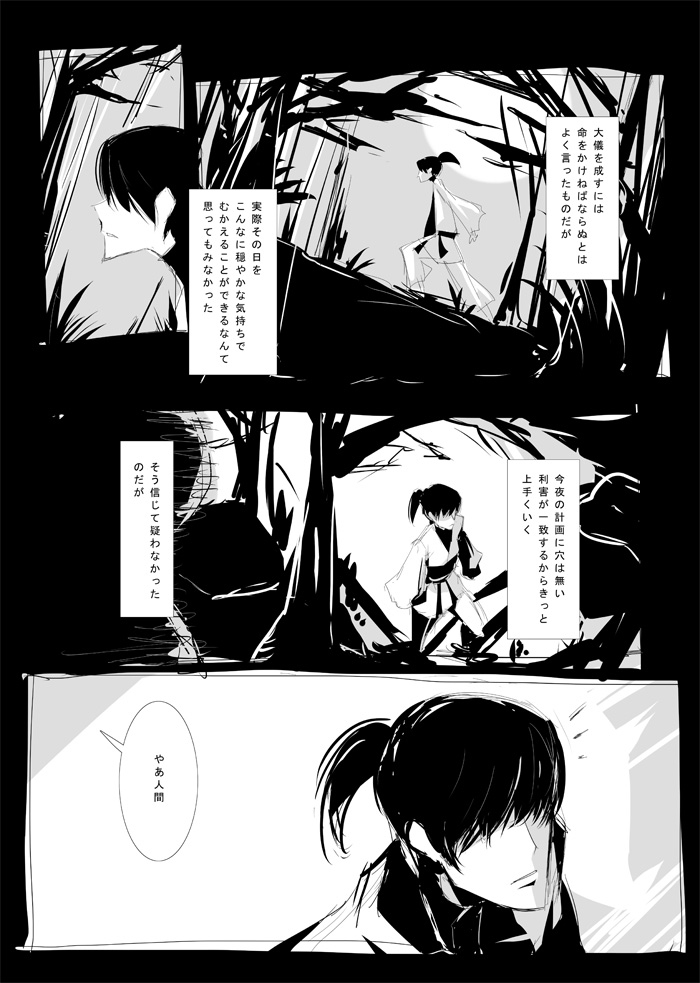 大儀を成すには
命をかけねばならぬとは
よく言ったものだが
実際その日を
こんなに穏やかな気持ちで
むかえることができるなんて
思ってもみなかった
今夜の計画に穴は無い
利害が一致するからきっと
上手くいく
そう信じて疑わなかった
のだが
やあ人間